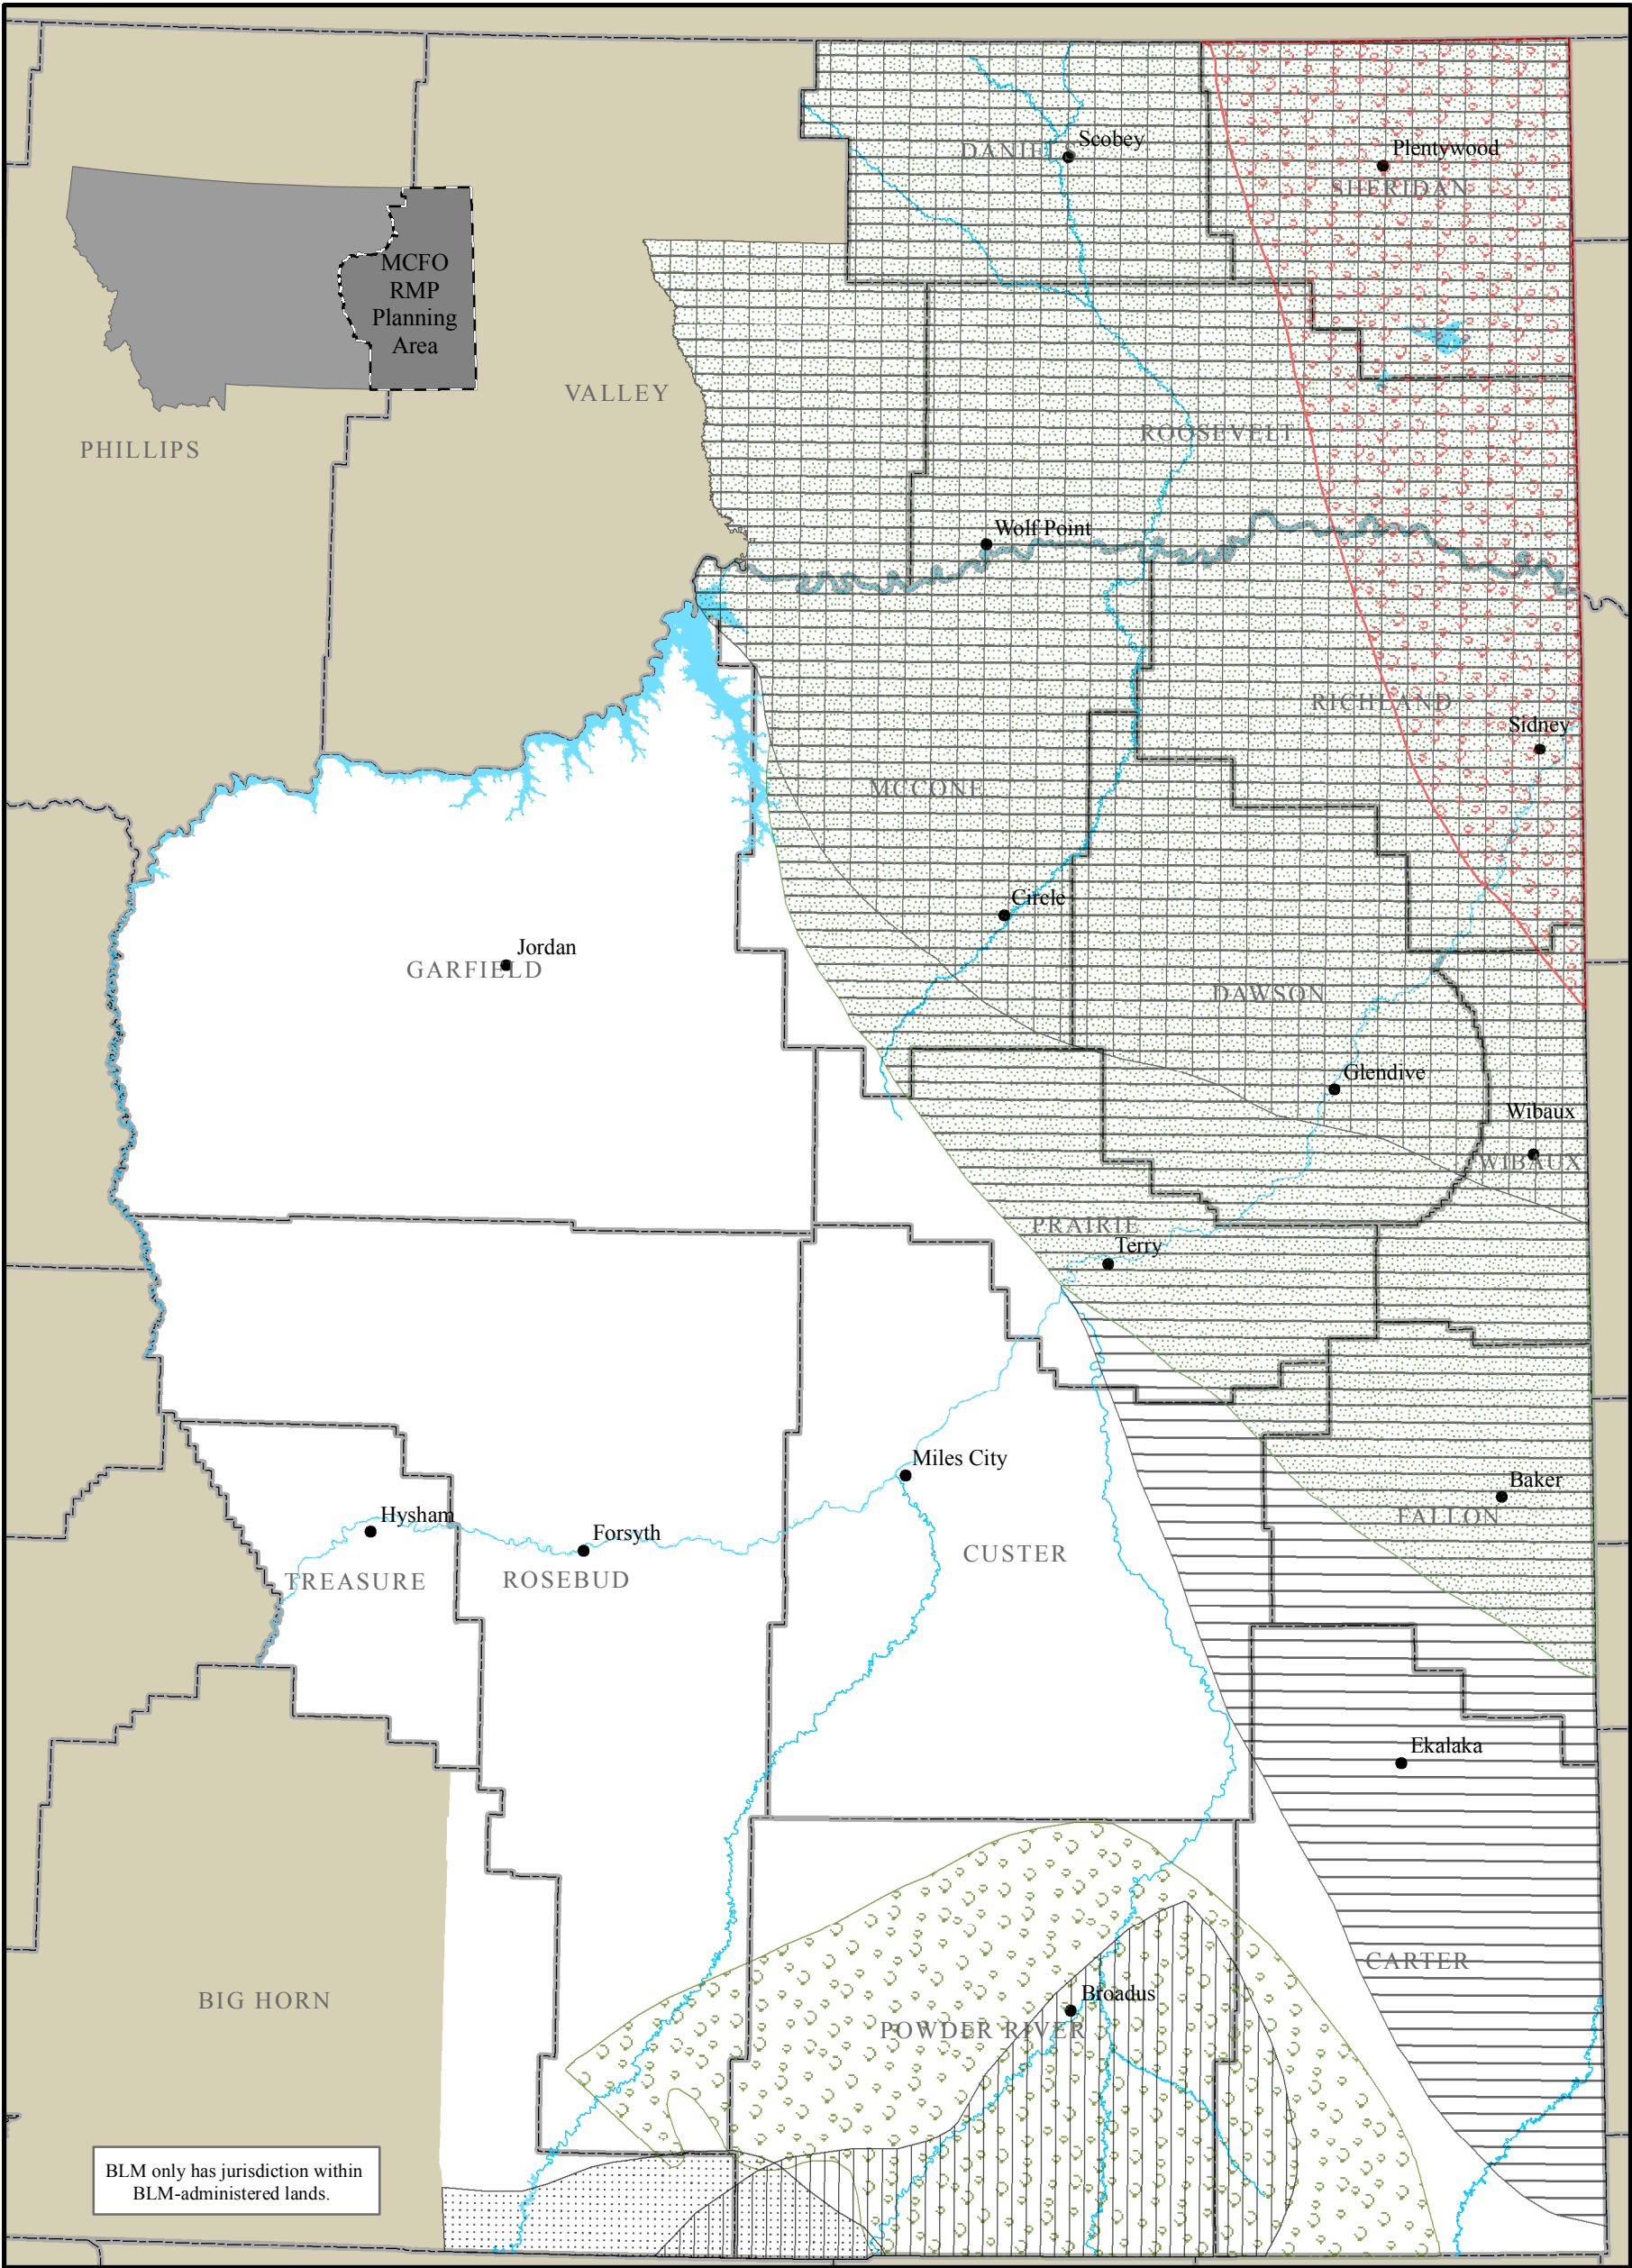 Scobey
DANIELS
Plentywood
SHERIDAN
MCFO
RMP
Planning
Area
VALLEY
PHILLIPS
ROOSEVELT
Wolf Point
RICHLAND
Sidney
MCCONE
Circle
Jordan
GARFIELD
DAWSON
Glendive
Wibaux
WIBAUX
PRAIRIE
Terry
Miles City
Baker
FALLON
Hysham
Forsyth
CUSTER
TREASURE
ROSEBUD
Ekalaka
CARTER
BIG HORN
Broadus
POWDER RIVER
BLM only has jurisdiction within
BLM-administered lands.